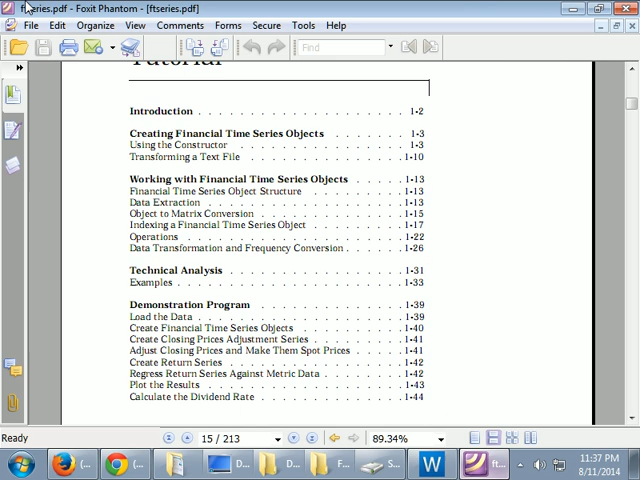 ftseries.pdf - Foxit Phantom - [ftseries.pdf]
File Edit Organize View Comments Forms Secure Tools Help
Find
Tutorial
Introduction . . . . . . . . . . . . . . . . . . . . 1-2
Creating Financial Time Series Objects . . . . . . . 1-3
Using the Constructor . . . . . . . . . . . . . . . . 1-3
Transforming a Text File . . . . . . . . . . . . . . . 1-10
Working with Financial Time Series Objects . . . . . 1-13
Financial Time Series Object Structure . . . . . . . . . 1-13
Data Extraction . . . . . . . . . . . . . . . . . . . 1-13
Object to Matrix Conversion . . . . . . . . . . . . . . 1-15
Indexing a Financial Time Series Object . . . . . . . . . 1-17
Operations . . . . . . . . . . . . . . . . . . . . . 1-22
Data Transformation and Frequency Conversion . . . . . 1-26
Technical Analysis . . . . . . . . . . . . . . . . . 1-31
Examples . . . . . . . . . . . . . . . . . . . . . . 1-33
Demonstration Program . . . . . . . . . . . . . . 1-39
Load the Data . . . . . . . . . . . . . . . . . . . . 1-39
Create Financial Time Series Objects . . . . . . . . . . 1-40
Create Closing Prices Adjustment Series . . . . . . . . 1-41
Adjust Closing Prices and Make Them Spot Prices . . . . 1-41
Create Return Series . . . . . . . . . . . . . . . . . 1-42
Regress Return Series Against Metric Data . . . . . . . 1-42
Plot the Results . . . . . . . . . . . . . . . . . . . 1-43
Calculate the Dividend Rate . . . . . . . . . . . . . . 1-44
Ready 15 / 213 89.34%
(... (... D... D... F... S... W ft...
11:37 PM
8/11/2014